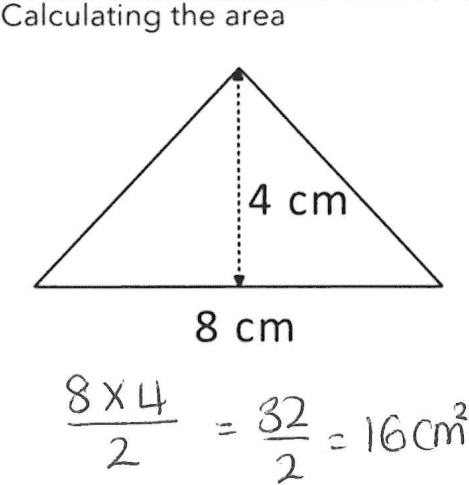 Calculating the area
4 cm
8 cm
8 × 4 / 2 = 32 / 2 = 16 cm²